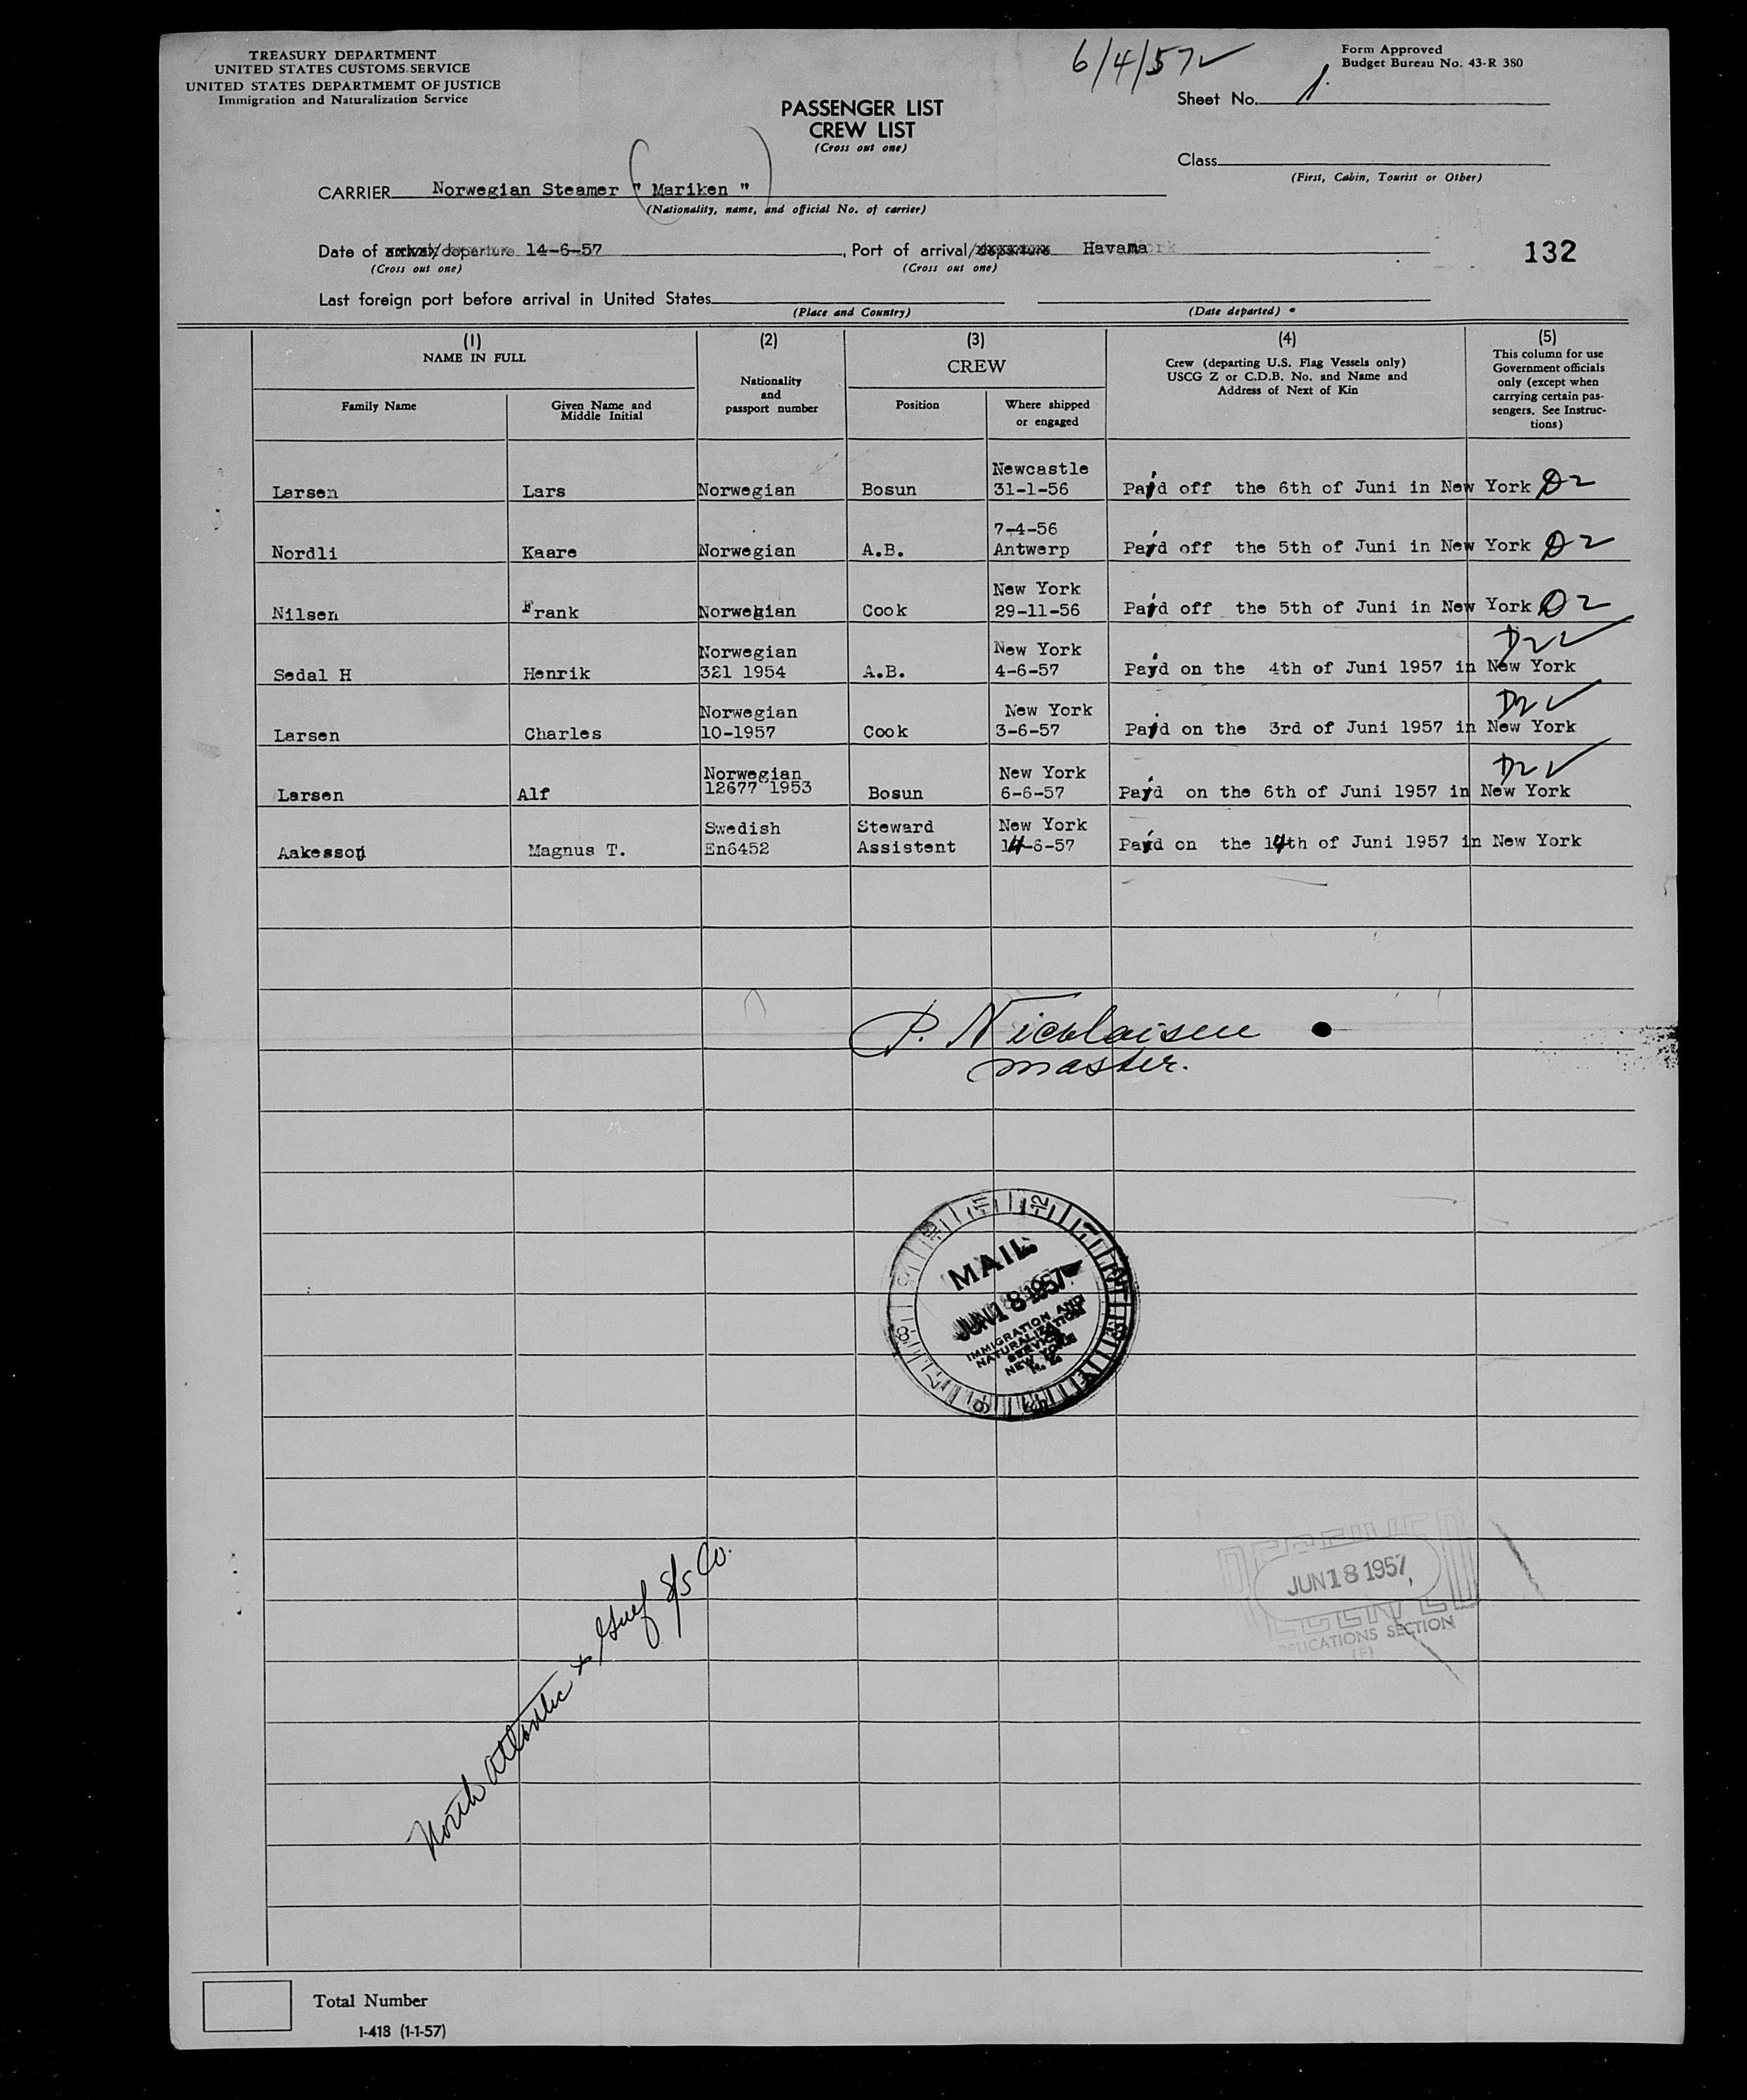 TREASURY DEPARTMENT
UNITED STATES CUSTOMS SERVICE
UNITED STATES DEPARTMEMT OF JUSTICE
Immigration and Naturalization Service
6/4/57
Form Approved
Budget Bureau No. 43-R 380
Sheet No. 1.
PASSENGER LIST
CREW LIST
(Cross out one)
Class
(First, Cabin, Tourist or Other)
CARRIER Norwegian Steamer " Mariken "
(Nationality, name, and official No. of carrier)
Date of arrival/departure 14-6-57, Port of arrival/departure Havama
(Cross out one) (Cross out one)
132
Last foreign port before arrival in United States
(Place and Country) (Date departed)
(1) (2) (3) (4) (5)
NAME IN FULL
Family Name
Given Name and
Middle Initial
Nationality
and
passport number
CREW
Position
Where shipped
or engaged
Crew (departing U.S. Flag Vessels only)
USCG Z or C.D.B. No. and Name and
Address of Next of Kin
This column for use
Government officials
only (except when
carrying certain pas-
sengers. See Instruc-
tions)
Newcastle
Larsen Lars Norwegian Bosun 31-1-56 Paid off the 6th of Juni in New York D2
7-4-56
Nordli Kaare Norwegian A.B. Antwerp Paid off the 5th of Juni in New York D2
New York
Nilsen Frank Norwegian Cook 29-11-56 Paid off the 5th of Juni in New York D2
Norwegian New York D2
Sedal H Henrik 321 1954 A.B. 4-6-57 Paid on the 4th of Juni 1957 in New York
Norwegian New York D2
Larsen Charles 10-1957 Cook 3-6-57 Paid on the 3rd of Juni 1957 in New York
Norwegian New York D2
Larsen Alf 12677 1953 Bosun 6-6-57 Paid on the 6th of Juni 1957 in New York
Swedish Steward New York
Aakesson Magnus T. En6452 Assistent 14-6-57 Paid on the 14th of Juni 1957 in New York
P. Nicolaisen
master.
MAIL
JUN 18 1957
IMMIGRATION AND
NATURALIZATION
SERVICE
NEW YORK
N.Y.
North Atlantic & Gulf S/S Co.
RECEIVED
JUN 18 1957
SECTION
Total Number
I-418 (1-1-57)